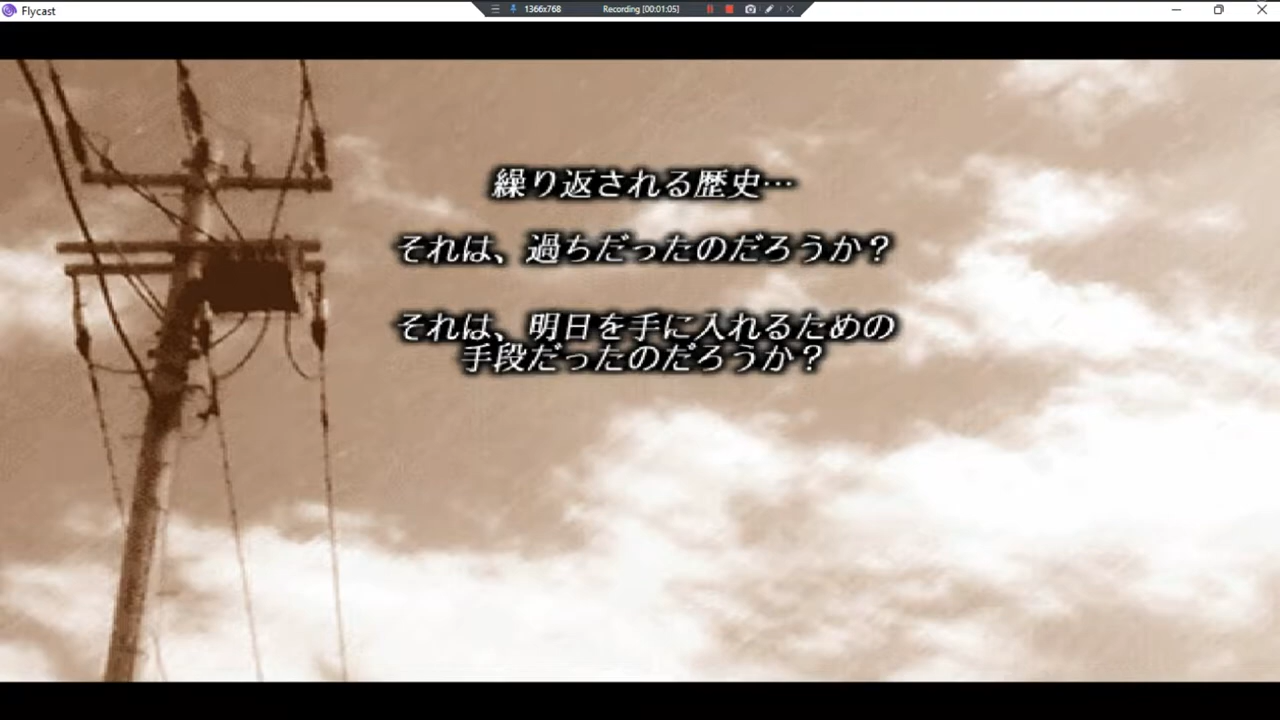 Flycast
1366x768
Recording [00:01:05]
繰り返される歴史…
それは、過ちだったのだろうか？
それは、明日を手に入れるための
手段だったのだろうか？